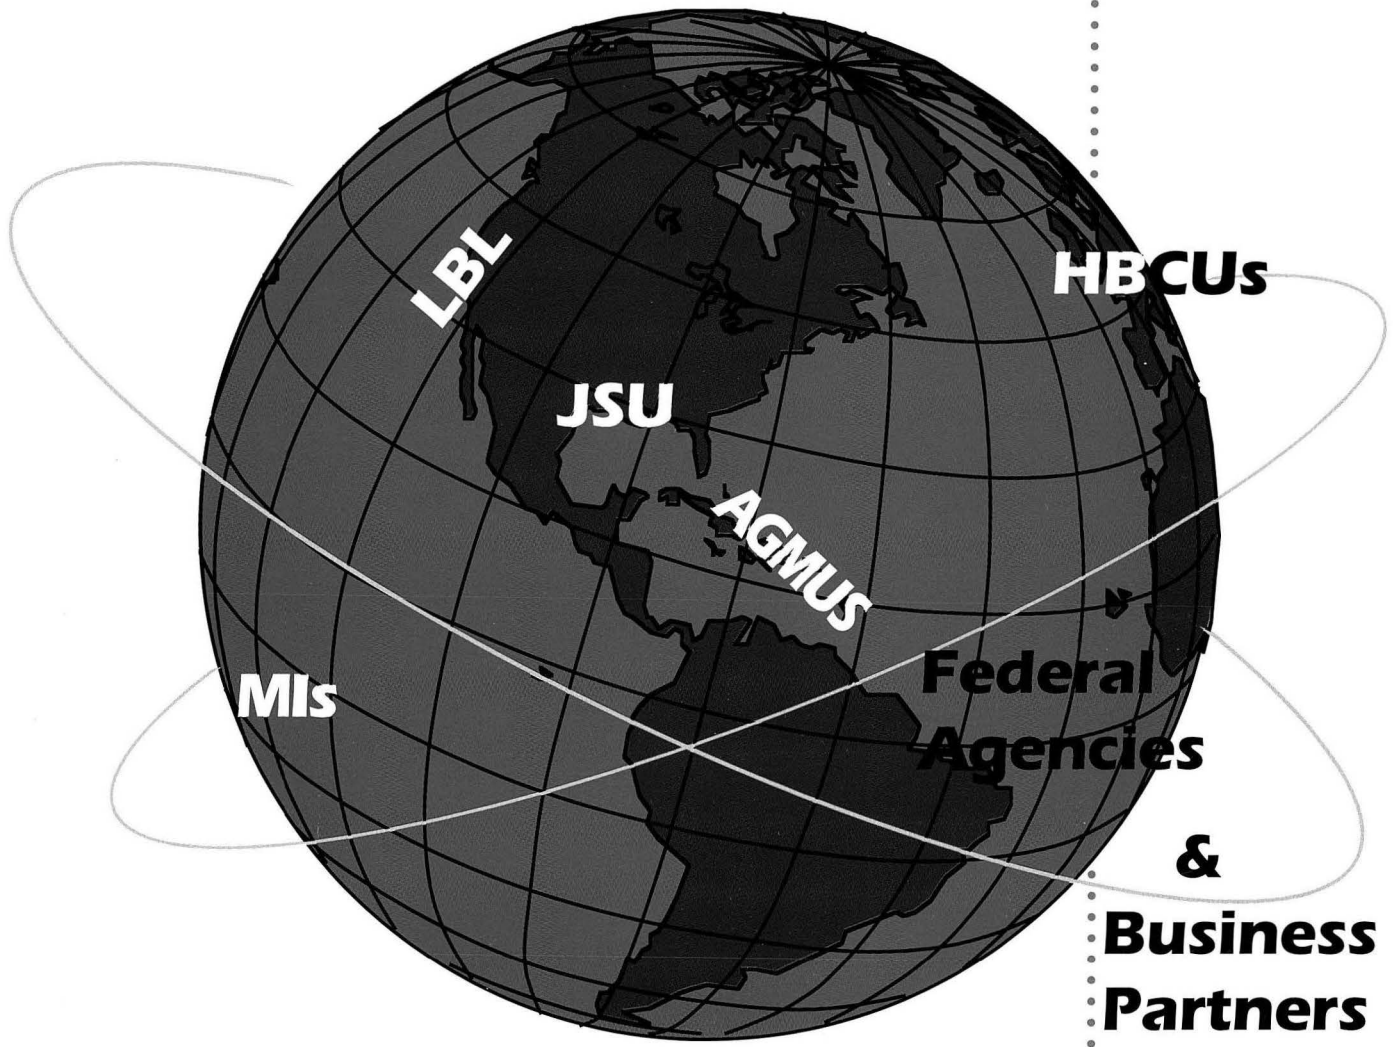 LBL
HBCUs
JSU
AGMUS
MIs
Federal
Agencies
&
Business
Partners